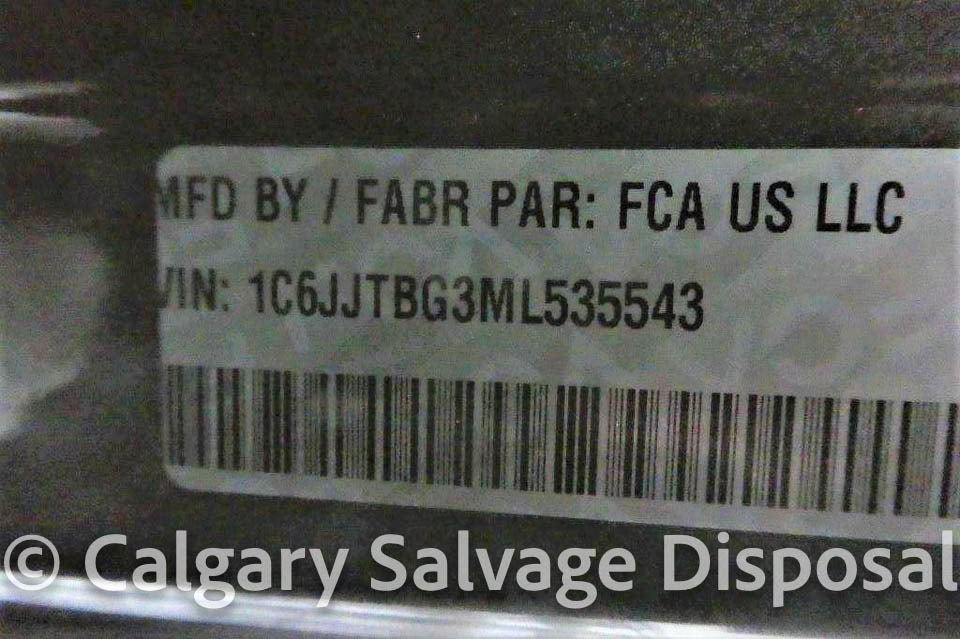 MFD BY / FABR PAR: FCA US LLC
VIN: 1C6JJTBG3ML535543
© Calgary Salvage Disposal